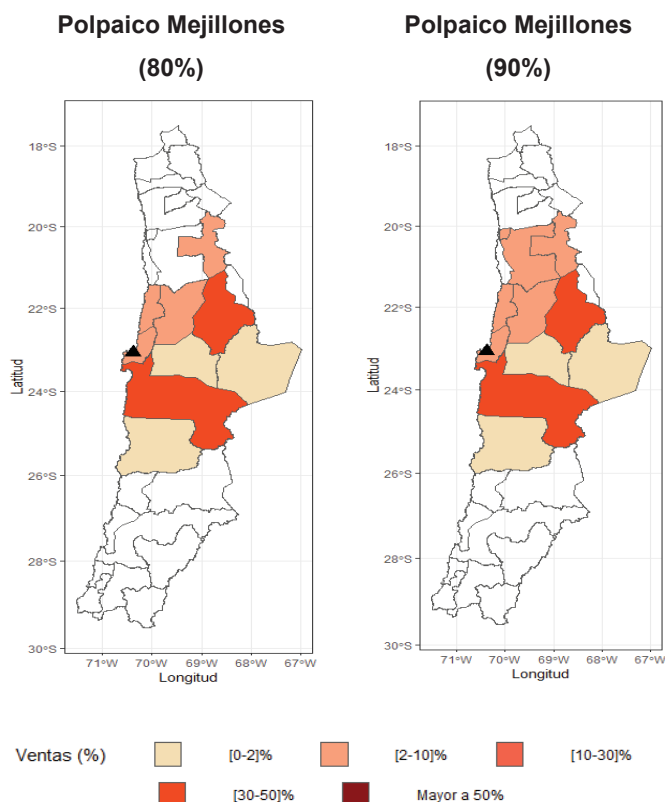 Polpaico Mejillones
(80%)
Polpaico Mejillones
(90%)
18°S
20°S
22°S
24°S
26°S
28°S
30°S
Latitud
71°W 70°W 69°W 68°W 67°W
Longitud
18°S
20°S
22°S
24°S
26°S
28°S
30°S
Latitud
71°W 70°W 69°W 68°W 67°W
Longitud
Ventas (%) [0-2]% [2-10]% [10-30]%
[30-50]% Mayor a 50%